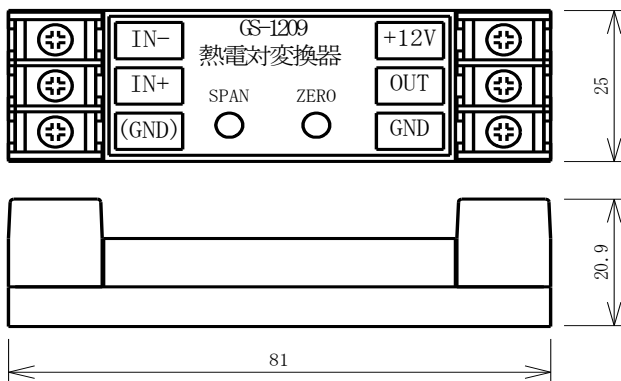 GS-1209
熱電対変換器
IN-
IN+
(GND)
SPAN
ZERO
+12V
OUT
GND
25
20.9
81